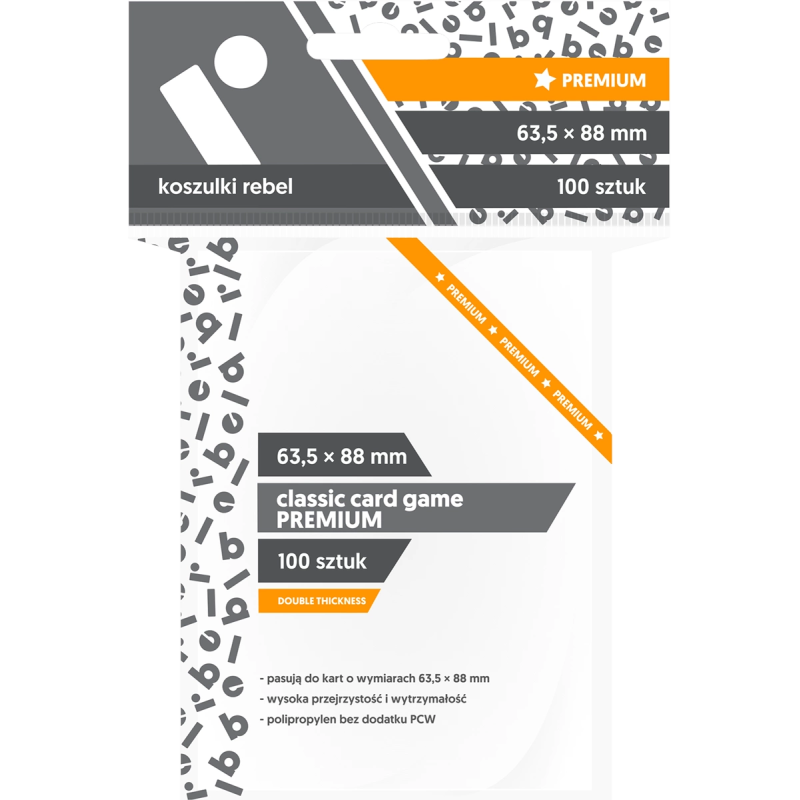 PREMIUM
63,5 × 88 mm
koszulki rebel
100 sztuk
PREMIUM PREMIUM PREMIUM
63,5 × 88 mm
classic card game
PREMIUM
100 sztuk
DOUBLE THICKNESS
- pasują do kart o wymiarach 63,5 × 88 mm
- wysoka przejrzystość i wytrzymałość
- polipropylen bez dodatku PCW